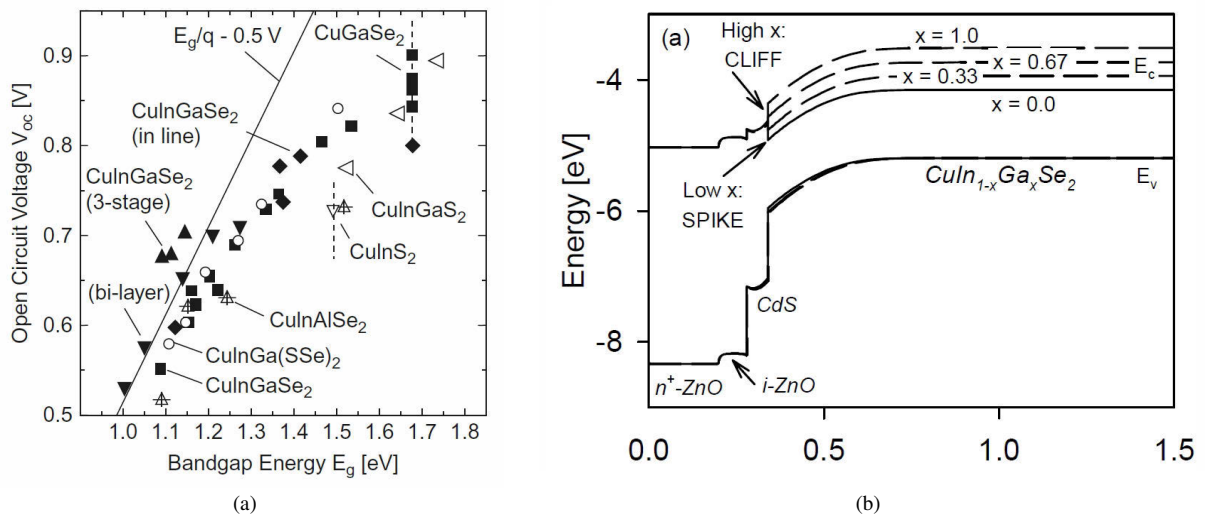 Open Circuit Voltage V_oc [V]
0.9
0.8
0.7
0.6
0.5
E_g/q - 0.5 V
CuGaSe₂
CuInGaSe₂
(in line)
CuInGaSe₂
(3-stage)
CuInGaS₂
CuInS₂
(bi-layer)
CuInAlSe₂
CuInGa(SSe)₂
CuInGaSe₂
1.0 1.1 1.2 1.3 1.4 1.5 1.6 1.7 1.8
Bandgap Energy E_g [eV]
(a)
(a)
High x:
CLIFF
x = 1.0
x = 0.67
E_c
x = 0.33
x = 0.0
Energy [eV]
-4
-6
-8
Low x:
SPIKE
CuIn₁₋ₓGaₓSe₂
E_v
CdS
n⁺-ZnO
i-ZnO
0.0 0.5 1.0 1.5
(b)